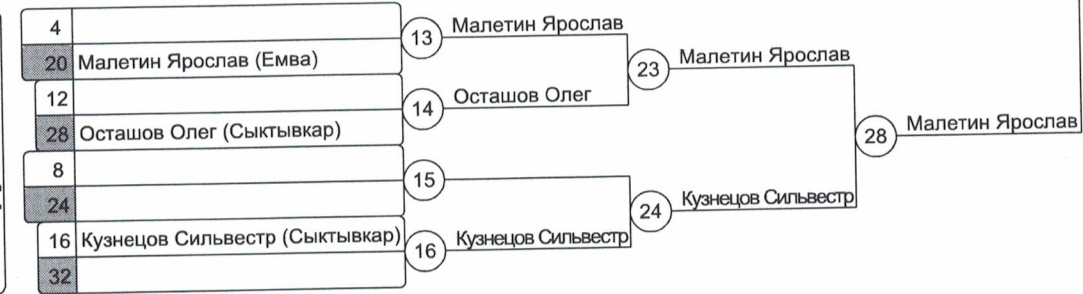 4
13
Малетин Ярослав
20 Малетин Ярослав (Емва)
23
Малетин Ярослав
12
14
Осташов Олег
28 Осташов Олег (Сыктывкар)
28
Малетин Ярослав
8
15
24
24
Кузнецов Сильвестр
16 Кузнецов Сильвестр (Сыктывкар)
16
Кузнецов Сильвестр
32